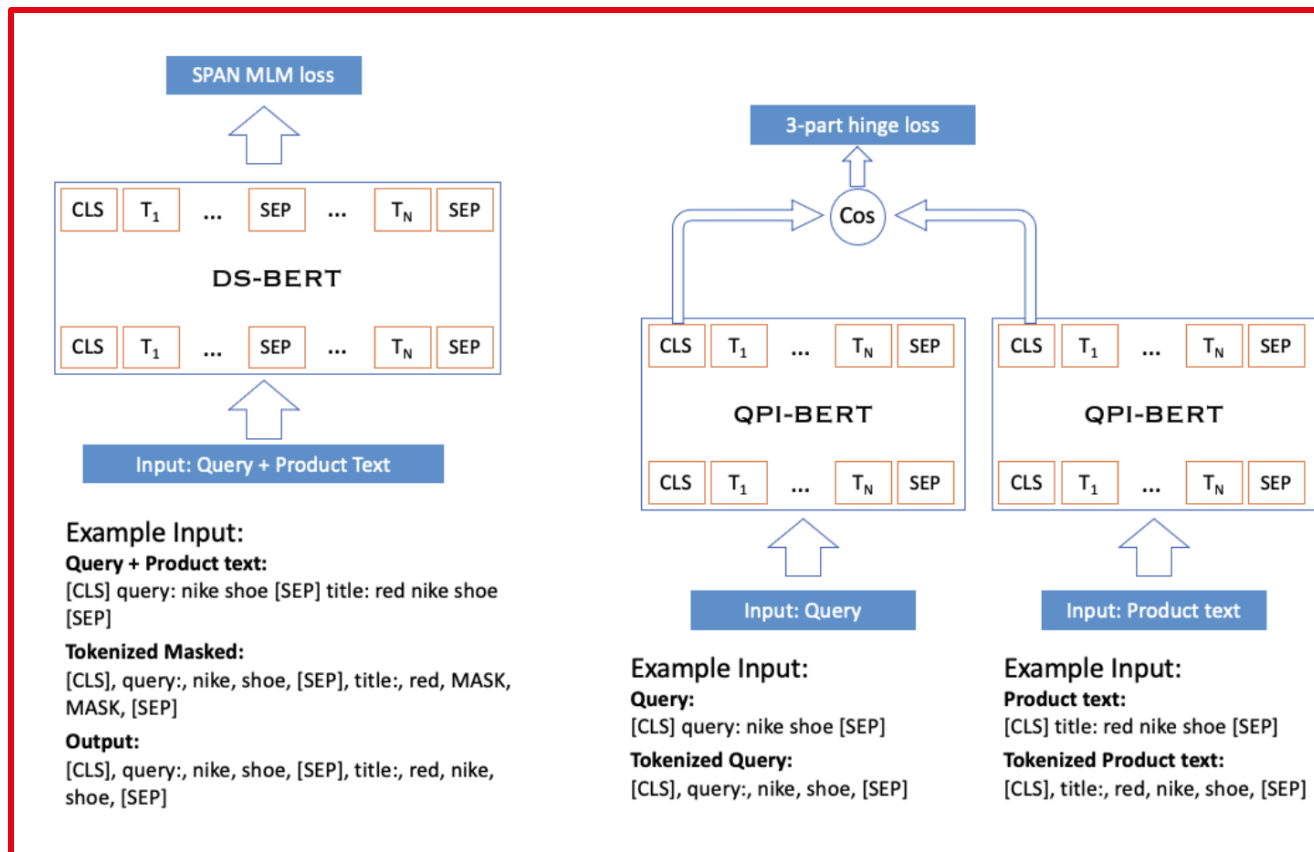 SPAN MLM loss
CLS T1 ... SEP ... TN SEP
DS-BERT
CLS T1 ... SEP ... TN SEP
Input: Query + Product Text
Example Input:
Query + Product text:
[CLS] query: nike shoe [SEP] title: red nike shoe
[SEP]
Tokenized Masked:
[CLS], query:, nike, shoe, [SEP], title:, red, MASK,
MASK, [SEP]
Output:
[CLS], query:, nike, shoe, [SEP], title:, red, nike,
shoe, [SEP]
3-part hinge loss
Cos
CLS T1 ... TN SEP
QPI-BERT
CLS T1 ... TN SEP
Input: Query
Example Input:
Query:
[CLS] query: nike shoe [SEP]
Tokenized Query:
[CLS], query:, nike, shoe, [SEP]
CLS T1 ... TN SEP
QPI-BERT
CLS T1 ... TN SEP
Input: Product text
Example Input:
Product text:
[CLS] title: red nike shoe [SEP]
Tokenized Product text:
[CLS], title:, red, nike, shoe, [SEP]